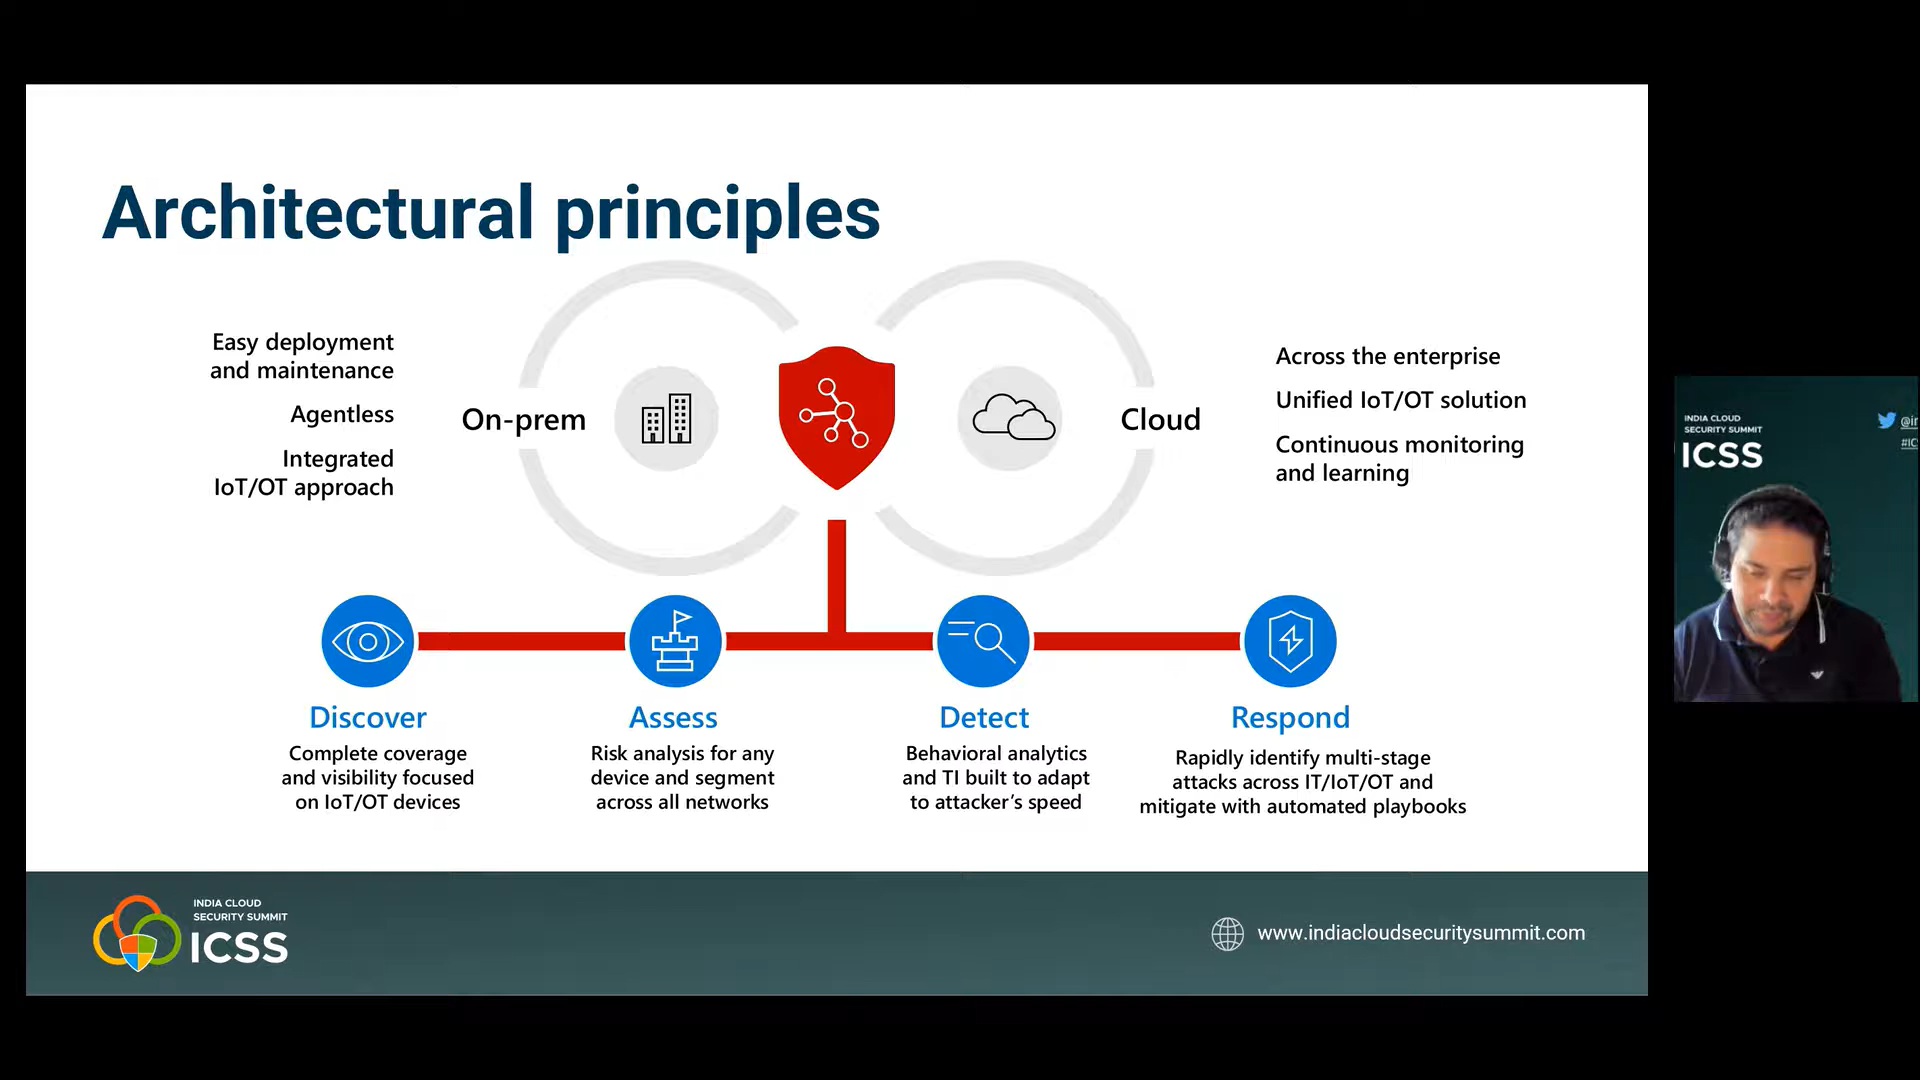 Architectural principles
Easy deployment
and maintenance
Agentless
Integrated
IoT/OT approach
On-prem
Cloud
Across the enterprise
Unified IoT/OT solution
Continuous monitoring
and learning
Discover
Complete coverage
and visibility focused
on IoT/OT devices
Assess
Risk analysis for any
device and segment
across all networks
Detect
Behavioral analytics
and TI built to adapt
to attacker's speed
Respond
Rapidly identify multi-stage
attacks across IT/IoT/OT and
mitigate with automated playbooks
INDIA CLOUD
SECURITY SUMMIT
ICSS
www.indiacloudsecuritysummit.com
INDIA CLOUD
SECURITY SUMMIT
ICSS